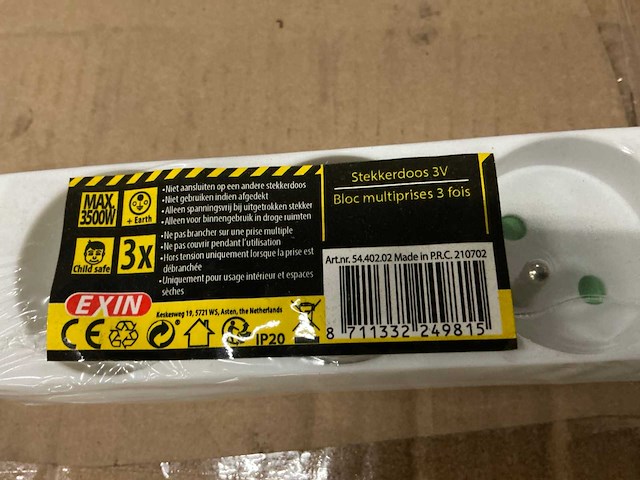 MAX.
3500W
+ Earth
Child safe
3x
• Niet aansluiten op een andere stekkerdoos
• Niet gebruiken indien afgedekt
• Alleen spanningsvrij bij uitgetrokken stekker
• Alleen voor binnengebruik in droge ruimten
• Ne pas brancher sur une prise multiple
• Ne pas couvrir pendant l'utilisation
• Hors tension uniquement lorsque la prise est
débranchée
• Uniquement pour usage intérieur et espaces
sèches
Stekkerdoos 3V
Bloc multiprises 3 fois
Art.nr. 54.402.02 Made in P.R.C. 210702
8 711332 249815
EXIN
Keskesweg 19, 5721 WS, Asten, the Netherlands
CE
IP20